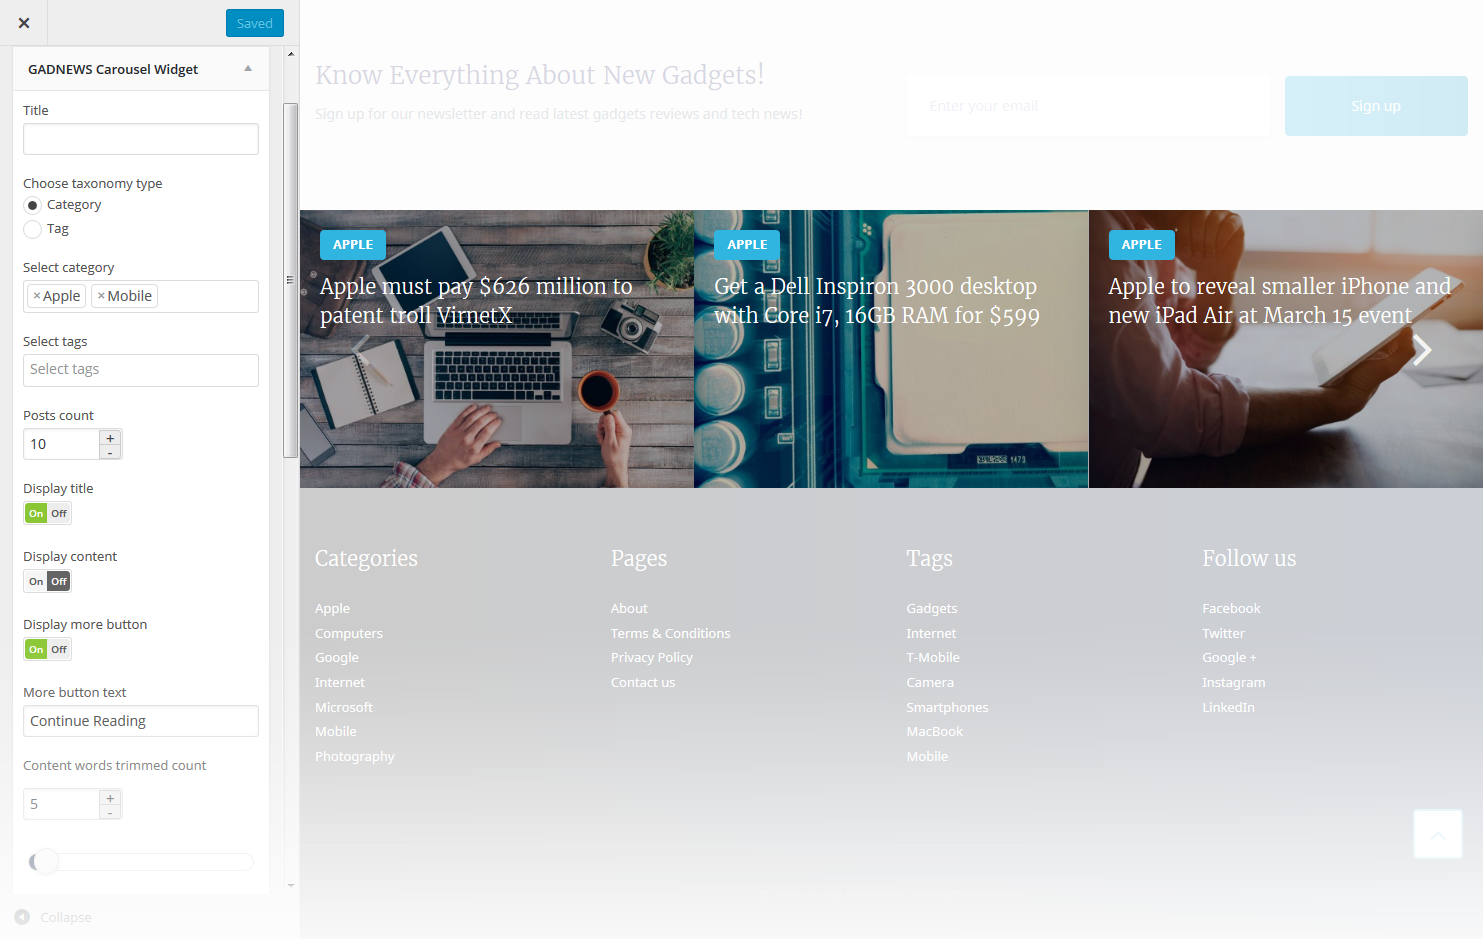 Saved
GADNEWS Carousel Widget
Title
Choose taxonomy type
Category
Tag
Select category
× Apple × Mobile
Select tags
Select tags
Posts count
10
+
-
Display title
On Off
Display content
On Off
Display more button
On Off
More button text
Continue Reading
Content words trimmed count
5
+
-
Collapse
Know Everything About New Gadgets!
Sign up for our newsletter and read latest gadgets reviews and tech news!
Enter your email
Sign up
APPLE
Apple must pay $626 million to
patent troll VirnetX
APPLE
Get a Dell Inspiron 3000 desktop
with Core i7, 16GB RAM for $599
1473
APPLE
Apple to reveal smaller iPhone and
new iPad Air at March 15 event
Categories
Apple
Computers
Google
Internet
Microsoft
Mobile
Photography
Pages
About
Terms & Conditions
Privacy Policy
Contact us
Tags
Gadgets
Internet
T-Mobile
Camera
Smartphones
MacBook
Mobile
Follow us
Facebook
Twitter
Google +
Instagram
LinkedIn